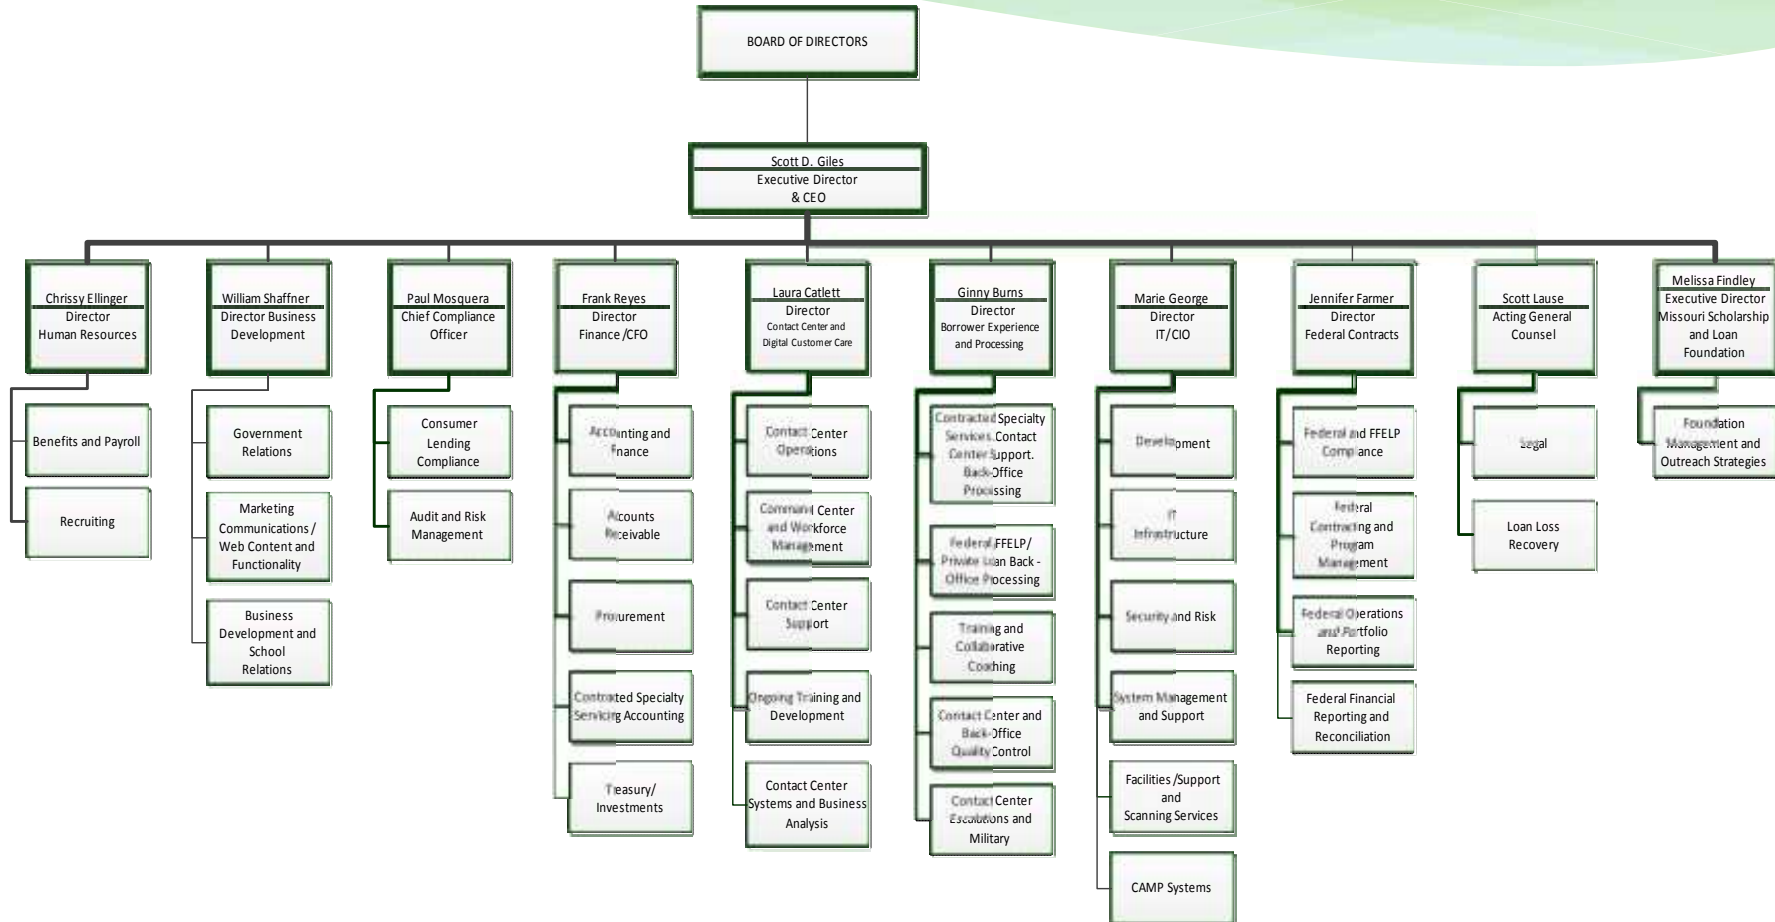 BOARD OF DIRECTORS
Scott D. Giles
Executive Director
& CEO
Chrissy Ellinger
Director
Human Resources
William Shaffner
Director Business
Development
Paul Mosquera
Chief Compliance
Officer
Frank Reyes
Director
Finance /CFO
Laura Catlett
Director
Contact Center and
Digital Customer Care
Ginny Burns
Director
Borrower Experience
and Processing
Marie George
Director
IT/CIO
Jennifer Farmer
Director
Federal Contracts
Scott Lause
Acting General
Counsel
Melissa Findley
Executive Director
Missouri Scholarship
and Loan
Foundation
Benefits and Payroll
Recruiting
Government
Relations
Marketing
Communications /
Web Content and
Functionality
Business
Development and
School
Relations
Consumer
Lending
Compliance
Audit and Risk
Management
Accounting and
Finance
Accounts
Receivable
Procurement
Contracted Specialty
Servicing Accounting
Treasury/
Investments
Contact Center
Operations
Command Center
and Workforce
Management
Contact Center
Support
Ongoing Training and
Development
Contact Center
Systems and Business
Analysis
Contracted Specialty
Services. Contact
Center Support.
Back-Office
Processing
Federal FFELP/
Private Loan Back -
Office Processing
Training and
Collaborative
Coaching
Contact Center and
Back-Office
Quality Control
Contact Center
Escalations and
Military
Development
IT
Infrastructure
Security and Risk
System Management
and Support
Facilities /Support
and
Scanning Services
CAMP Systems
Federal and FFELP
Compliance
Federal
Contracting and
Program
Management
Federal Operations
and Portfolio
Reporting
Federal Financial
Reporting and
Reconciliation
Legal
Loan Loss
Recovery
Foundation
Management and
Outreach Strategies